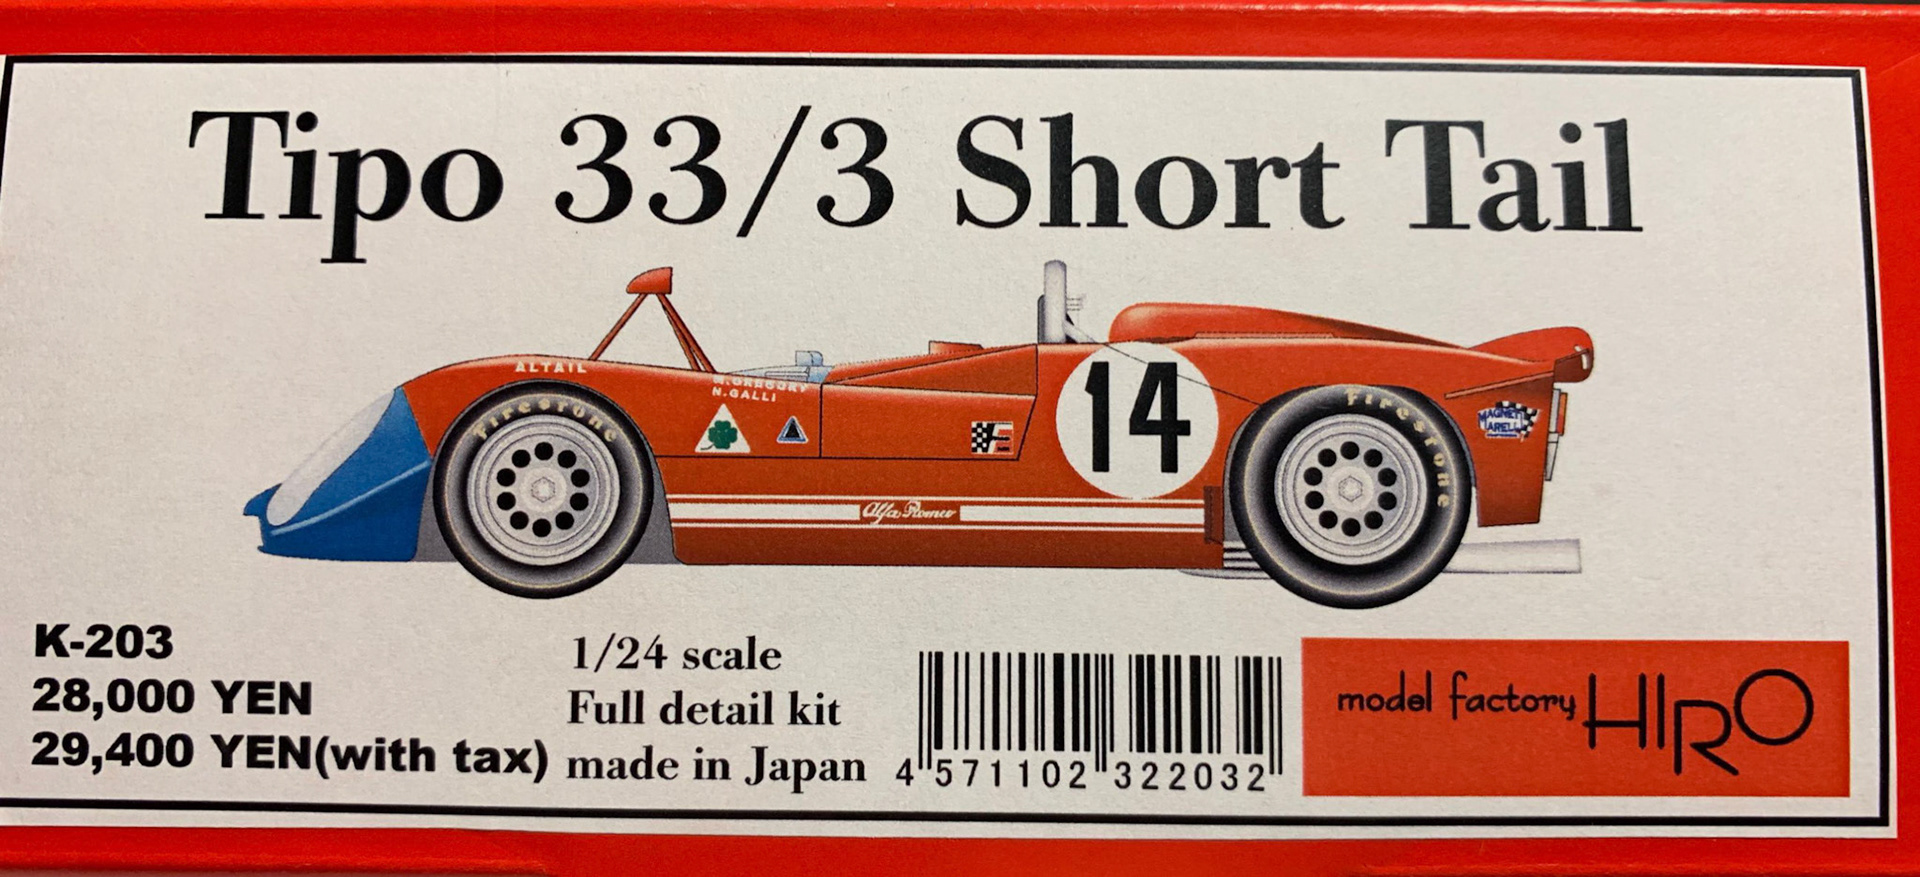 Tipo 33/3 Short Tail
ALTAIL
M.GREGORY
N.GALLI
Firestone
Firestone
14
MAGNETI
MARELLI
Alfa Romeo
K-203
28,000 YEN
29,400 YEN(with tax)
1/24 scale
Full detail kit
made in Japan
4 571102 322032
model factory HIRO